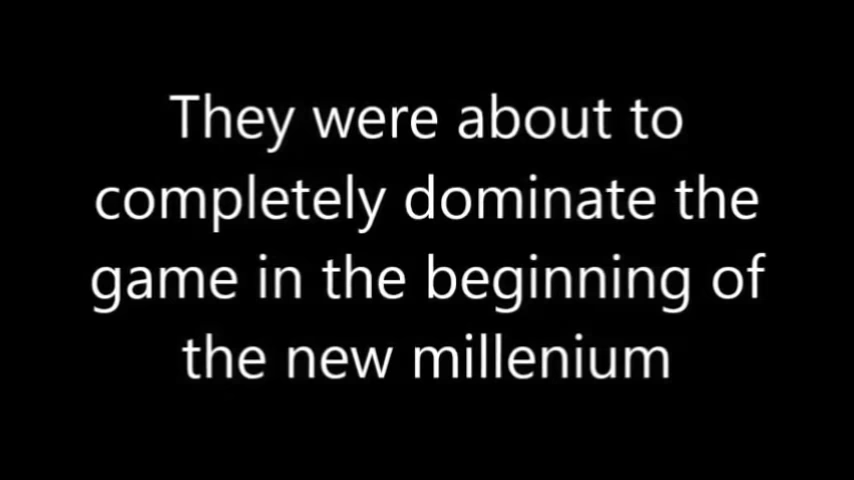 They were about to
completely dominate the
game in the beginning of
the new millenium